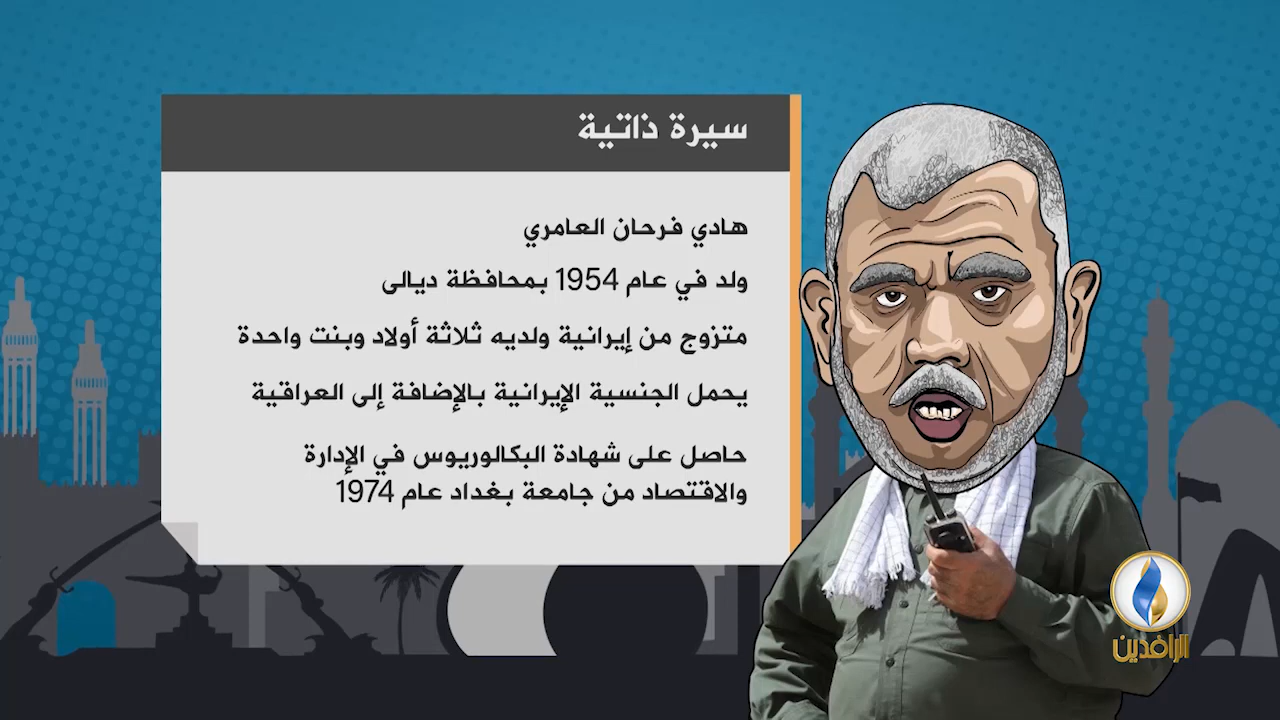 سيرة ذاتية
هادي فرحان العامري
ولد في عام 1954 بمحافظة ديالى
متزوج من إيرانية ولديه ثلاثة أولاد وبنت واحدة
يحمل الجنسية الإيرانية بالإضافة إلى العراقية
حاصل على شهادة البكالوريوس في الإدارة
والاقتصاد من جامعة بغداد عام 1974
الرافدين